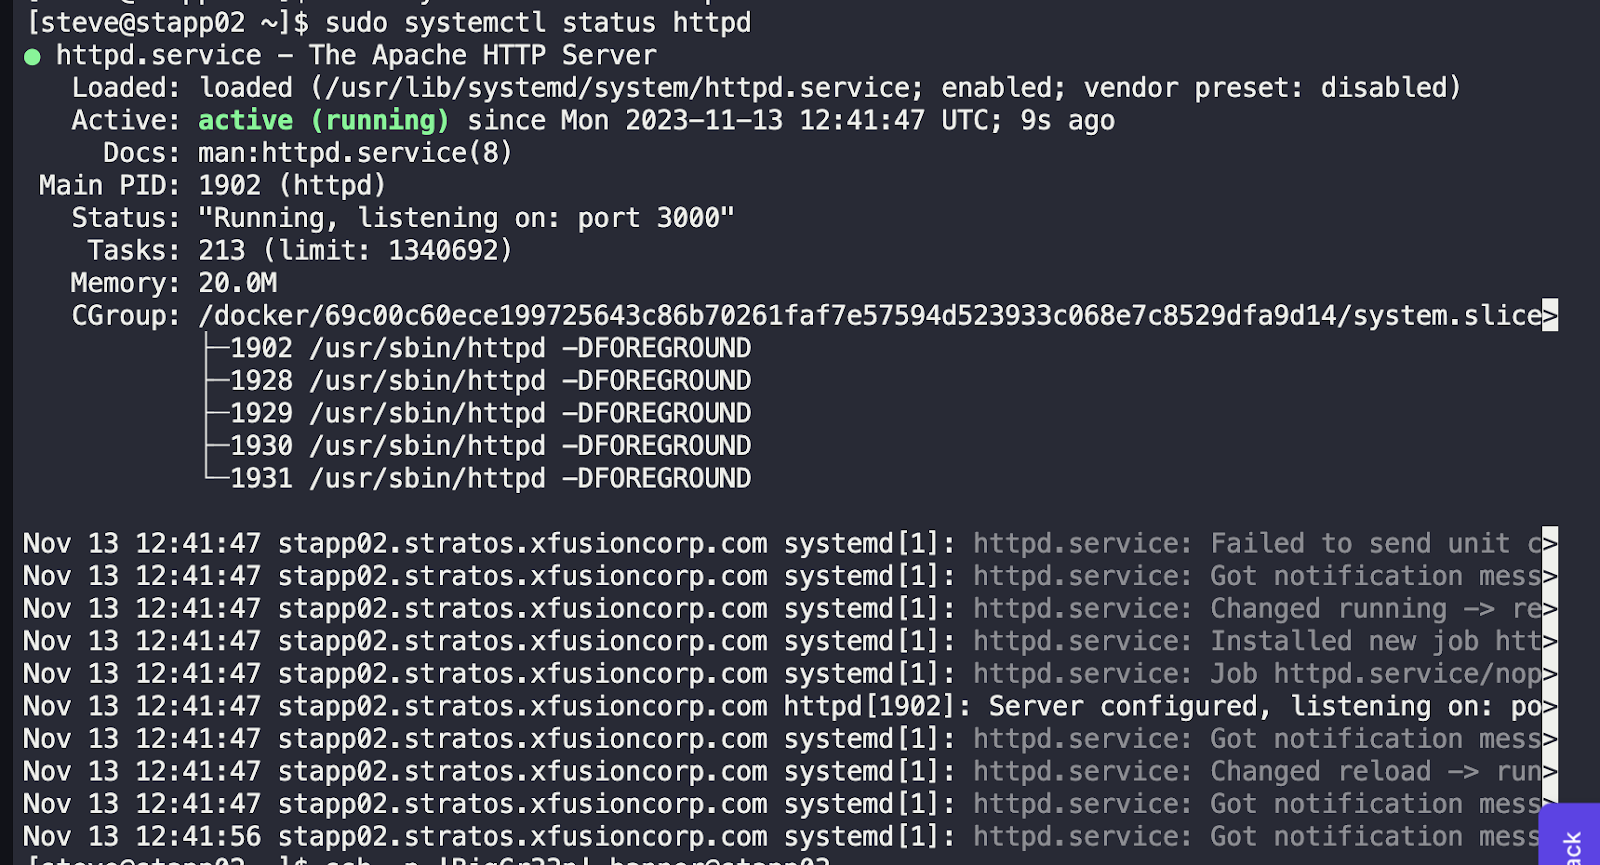 [steve@stapp02 ~]$ sudo systemctl status httpd
● httpd.service – The Apache HTTP Server
Loaded: loaded (/usr/lib/systemd/system/httpd.service; enabled; vendor preset: disabled)
Active: active (running) since Mon 2023-11-13 12:41:47 UTC; 9s ago
Docs: man:httpd.service(8)
Main PID: 1902 (httpd)
Status: "Running, listening on: port 3000"
Tasks: 213 (limit: 1340692)
Memory: 20.0M
CGroup: /docker/69c00c60ece199725643c86b70261faf7e57594d523933c068e7c8529dfa9d14/system.slice>
├─1902 /usr/sbin/httpd -DFOREGROUND
├─1928 /usr/sbin/httpd -DFOREGROUND
├─1929 /usr/sbin/httpd -DFOREGROUND
├─1930 /usr/sbin/httpd -DFOREGROUND
└─1931 /usr/sbin/httpd -DFOREGROUND
Nov 13 12:41:47 stapp02.stratos.xfusioncorp.com systemd[1]: httpd.service: Failed to send unit c>
Nov 13 12:41:47 stapp02.stratos.xfusioncorp.com systemd[1]: httpd.service: Got notification mess>
Nov 13 12:41:47 stapp02.stratos.xfusioncorp.com systemd[1]: httpd.service: Changed running -> re>
Nov 13 12:41:47 stapp02.stratos.xfusioncorp.com systemd[1]: httpd.service: Installed new job htt>
Nov 13 12:41:47 stapp02.stratos.xfusioncorp.com systemd[1]: httpd.service: Job httpd.service/nop>
Nov 13 12:41:47 stapp02.stratos.xfusioncorp.com httpd[1902]: Server configured, listening on: po>
Nov 13 12:41:47 stapp02.stratos.xfusioncorp.com systemd[1]: httpd.service: Got notification mess>
Nov 13 12:41:47 stapp02.stratos.xfusioncorp.com systemd[1]: httpd.service: Changed reload -> run>
Nov 13 12:41:47 stapp02.stratos.xfusioncorp.com systemd[1]: httpd.service: Got notification mess>
Nov 13 12:41:56 stapp02.stratos.xfusioncorp.com systemd[1]: httpd.service: Got notification mess